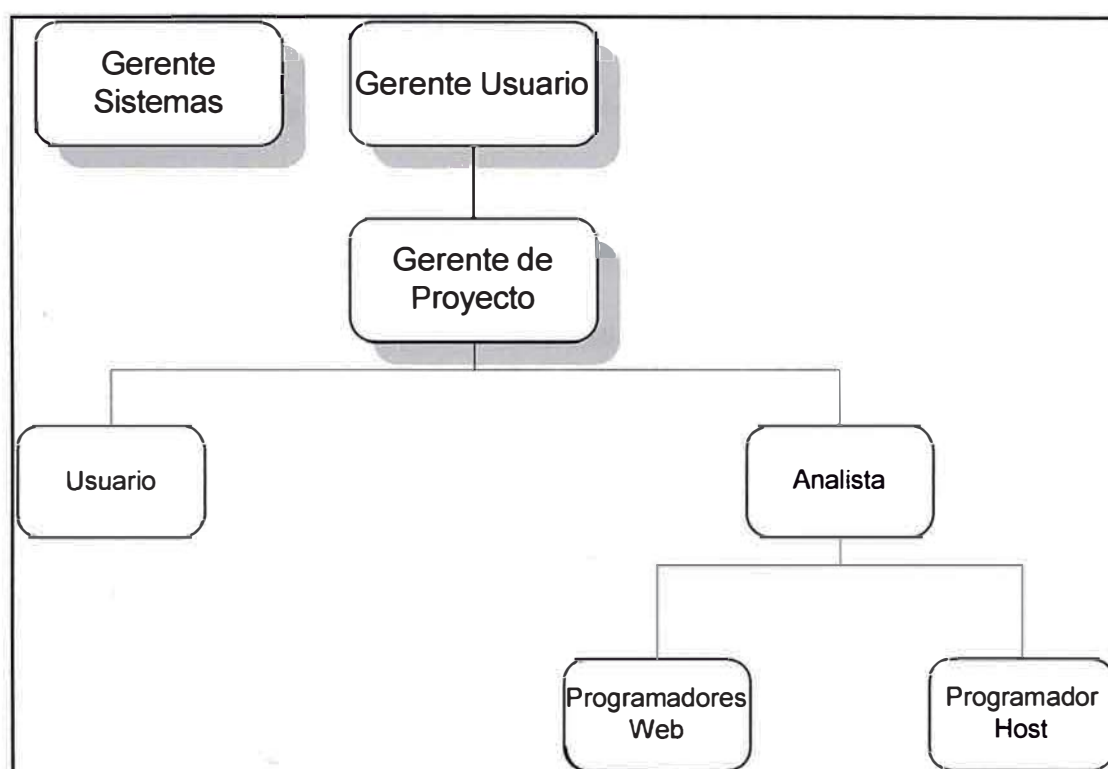 Gerente
Sistemas
Gerente Usuario
Gerente de
Proyecto
Usuario
Analista
Programadores
Web
Programador
Host